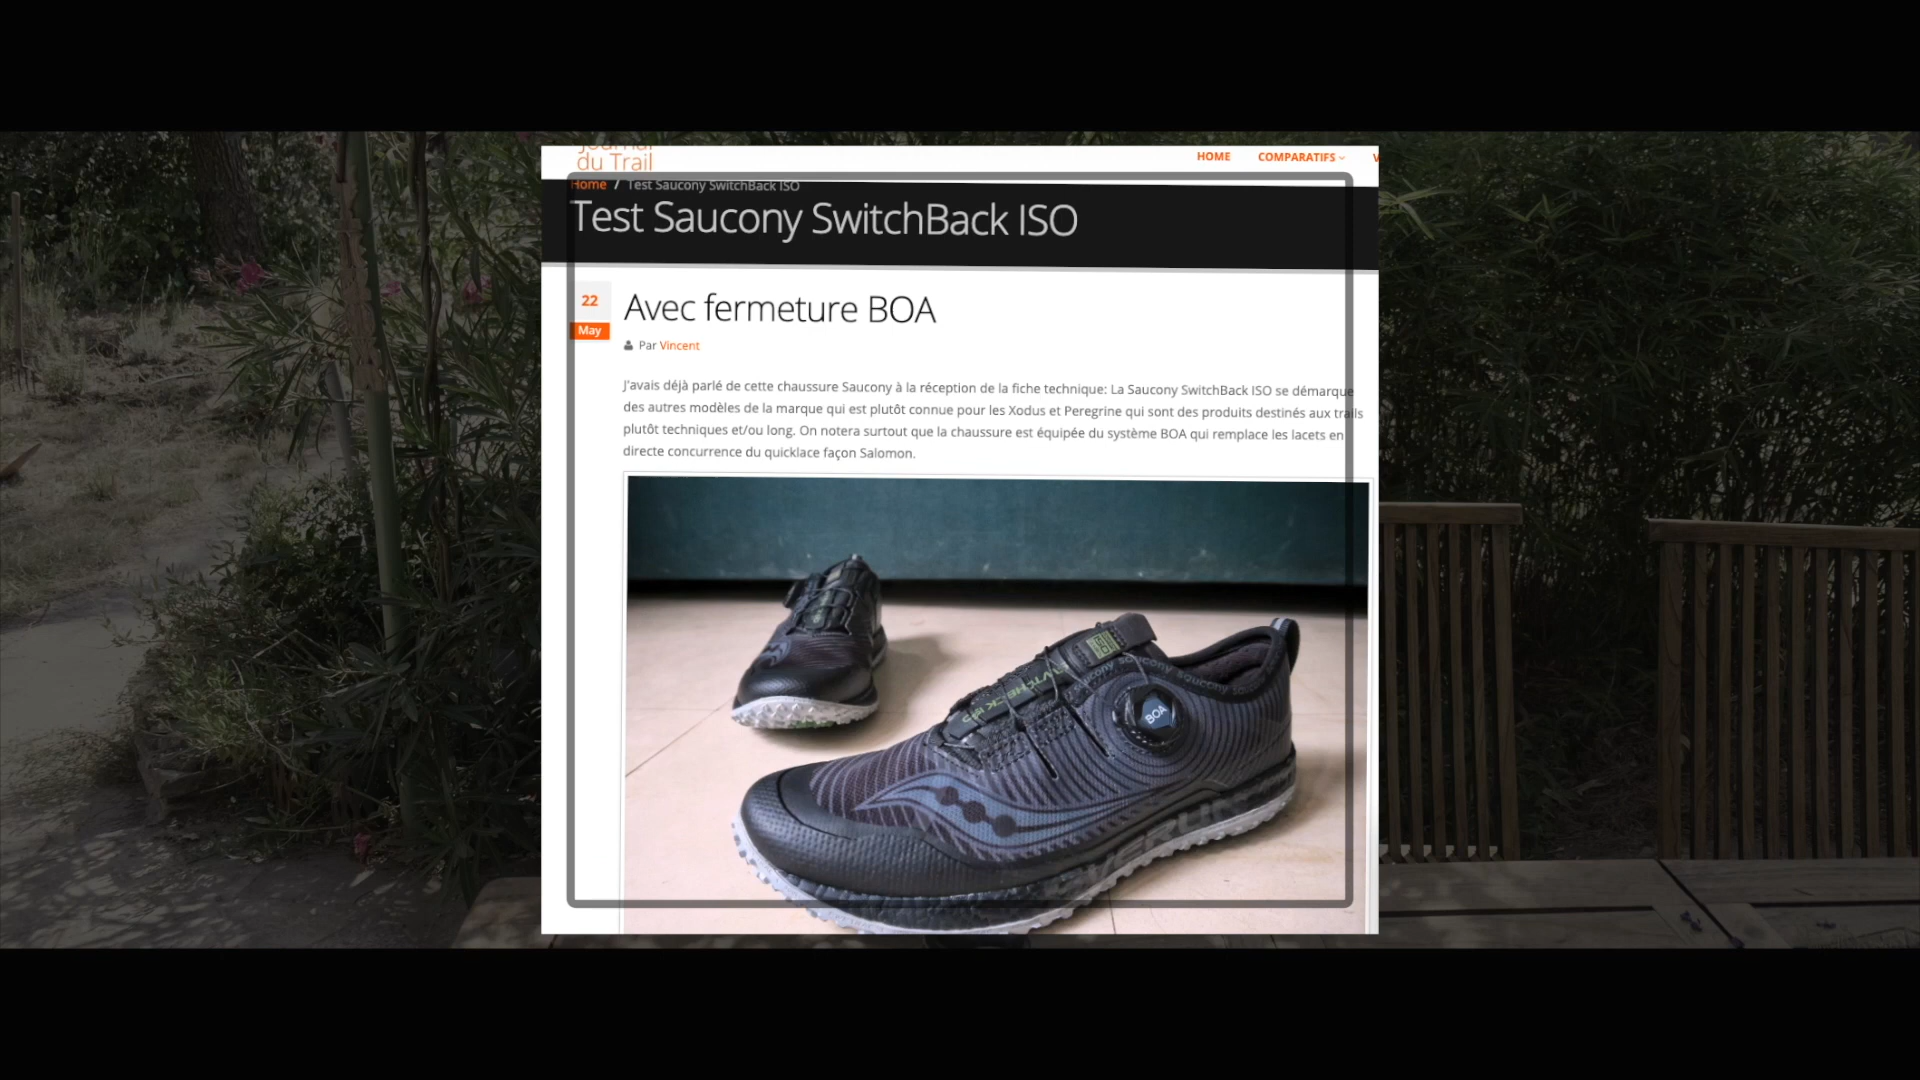 Journal
du Trail
HOME COMPARATIFS
Home / Test Saucony SwitchBack ISO
Test Saucony SwitchBack ISO
22
May
Avec fermeture BOA
Par Vincent
J'avais déjà parlé de cette chaussure Saucony à la réception de la fiche technique: La Saucony SwitchBack ISO se démarque
des autres modèles de la marque qui est plutôt connue pour les Xodus et Peregrine qui sont des produits destinés aux trails
plutôt techniques et/ou long. On notera surtout que la chaussure est équipée du système BOA qui remplace les lacets en
directe concurrence du quicklace façon Salomon.
saucony saucony
BOA
EVERUN